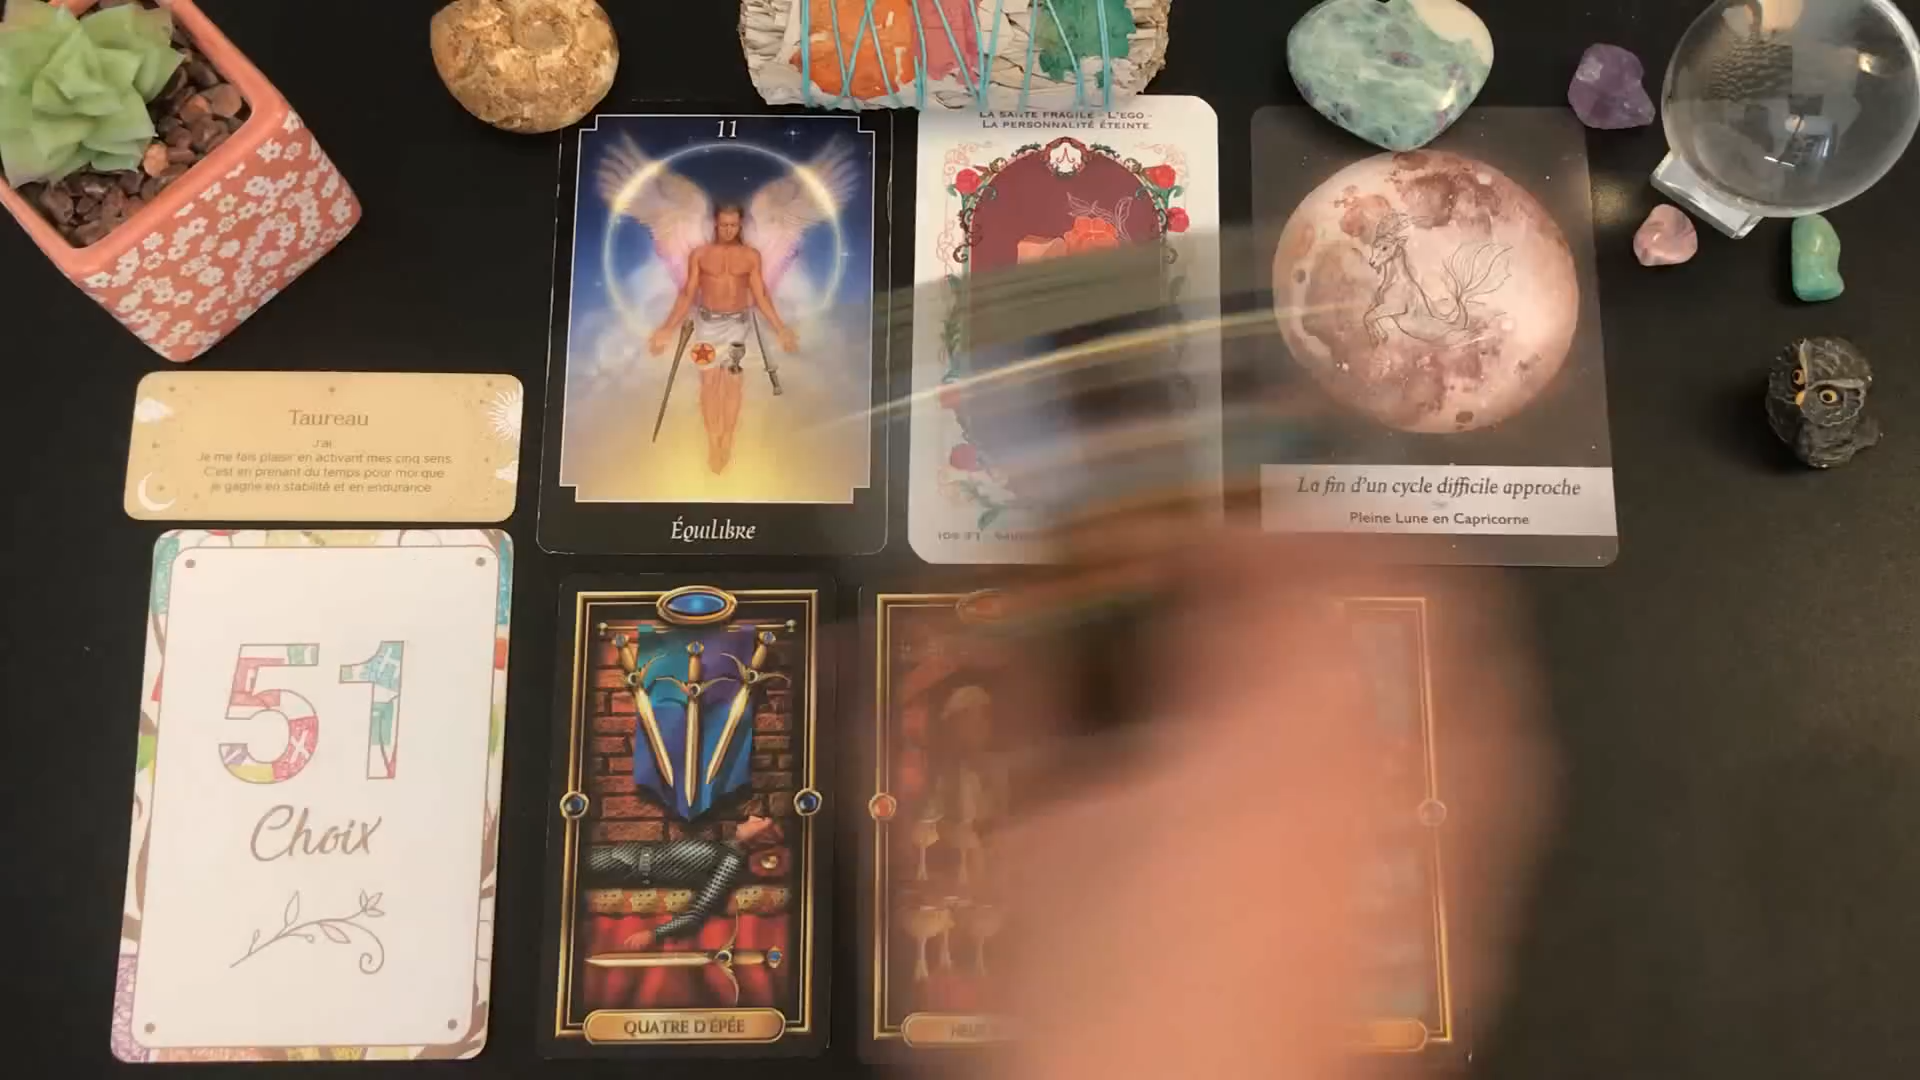 11
LA SANTÉ FRAGILE - L'EGO -
LA PERSONNALITÉ ÉTEINTE
Taureau
J'ai
Je me fais plaisir en activant mes cinq sens.
C'est en prenant du temps pour moi que
je gagne en stabilité et en endurance.
La fin d'un cycle difficile approche
Pleine Lune en Capricorne
Équilibre
LE SOI
51
Choix
QUATRE D'ÉPÉE